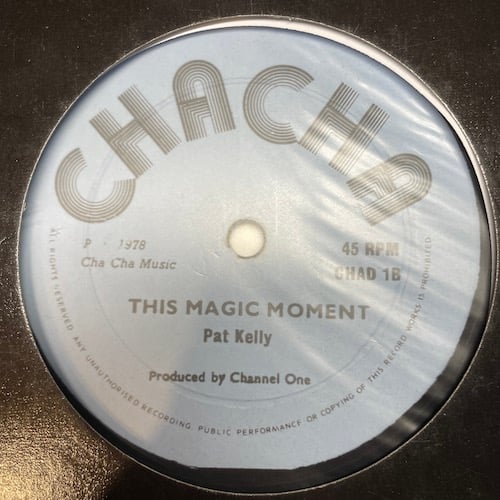 CHACHA
P · 1978
Cha Cha Music
45 RPM
CHAD 1B
THIS MAGIC MOMENT
Pat Kelly
Produced by Channel One
ALL RIGHTS RESERVED. ANY UNAUTHORISED RECORDING, PUBLIC PERFORMANCE OR COPYING OF THIS RECORD WORKS IS PROHIBITED.